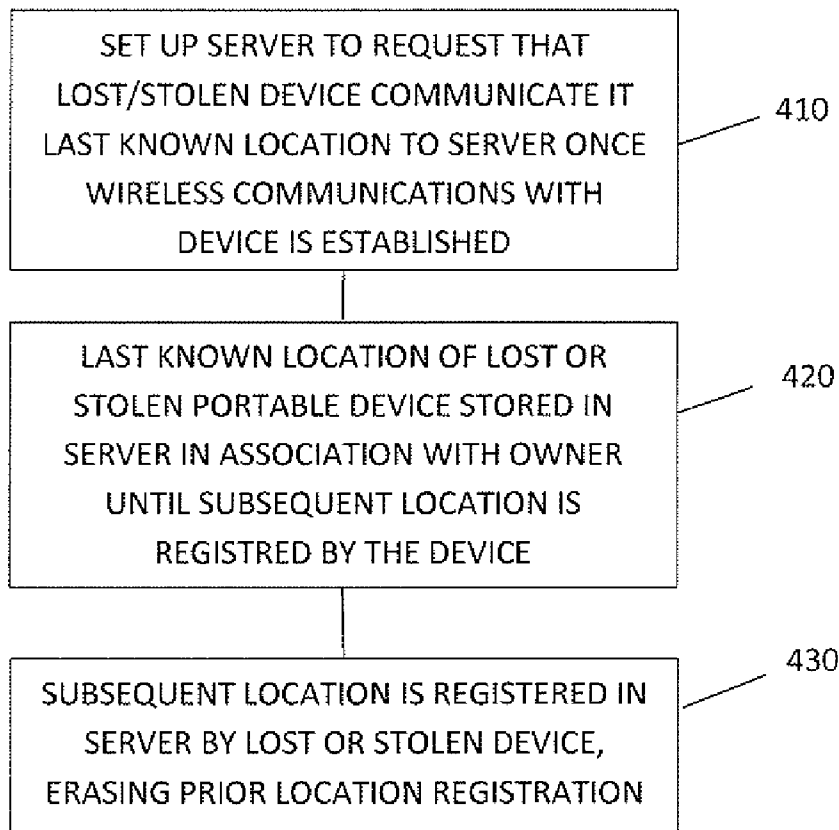 SET UP SERVER TO REQUEST THAT
LOST/STOLEN DEVICE COMMUNICATE IT
LAST KNOWN LOCATION TO SERVER ONCE
WIRELESS COMMUNICATIONS WITH
DEVICE IS ESTABLISHED
410
LAST KNOWN LOCATION OF LOST OR
STOLEN PORTABLE DEVICE STORED IN
SERVER IN ASSOCIATION WITH OWNER
UNTIL SUBSEQUENT LOCATION IS
REGISTRED BY THE DEVICE
420
SUBSEQUENT LOCATION IS REGISTERED IN
SERVER BY LOST OR STOLEN DEVICE,
ERASING PRIOR LOCATION REGISTRATION
430